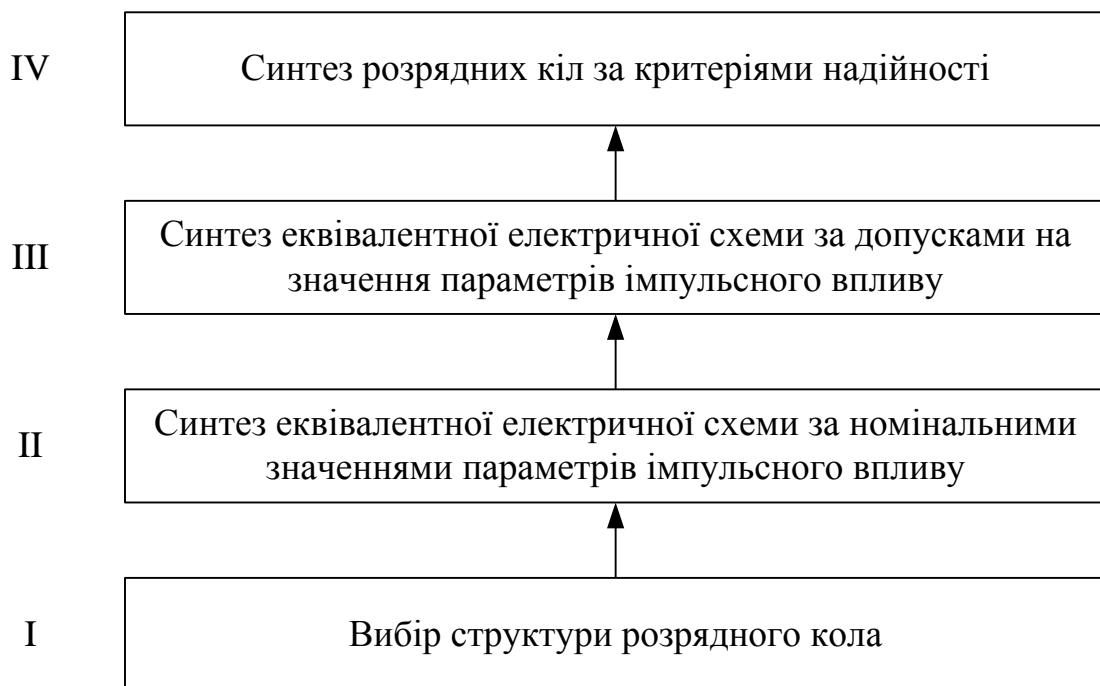 IV
Синтез розрядних кіл за критеріями надійності
III
Синтез еквівалентної електричної схеми за допусками на
значення параметрів імпульсного впливу
II
Синтез еквівалентної електричної схеми за номінальними
значеннями параметрів імпульсного впливу
I
Вибір структури розрядного кола